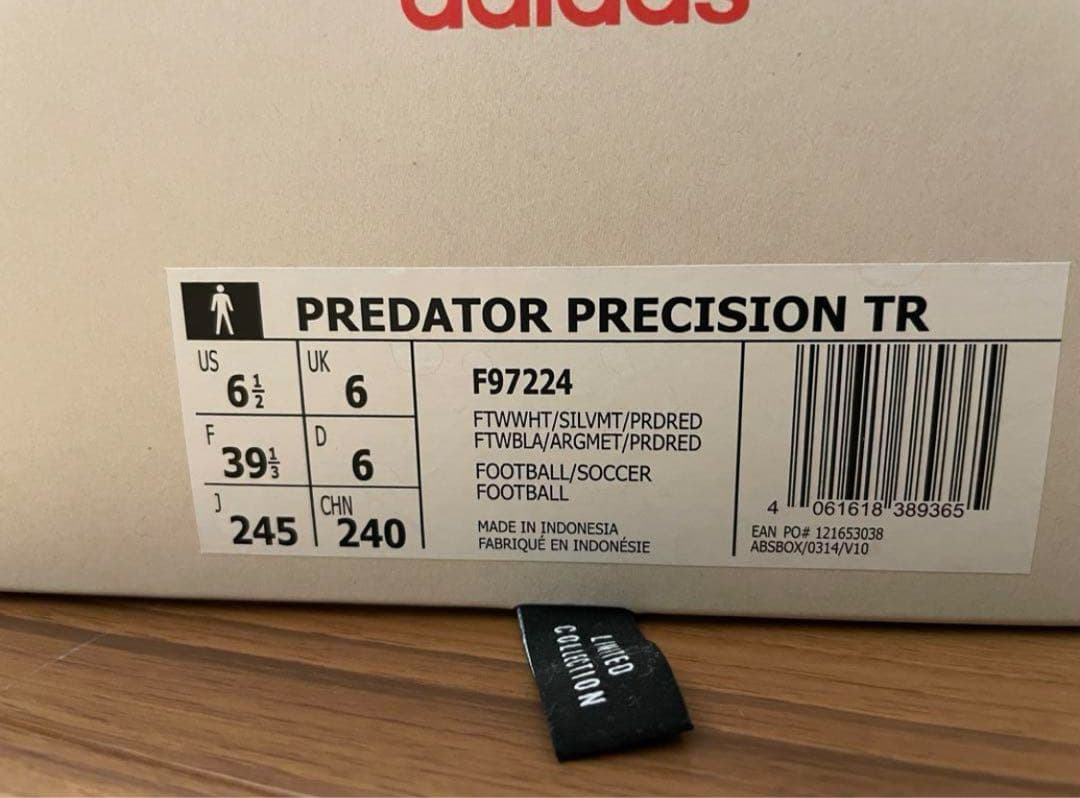 adidas
PREDATOR PRECISION TR
US 6½ UK 6
F 39⅓ D 6
J 245 CHN 240
F97224
FTWWHT/SILVMT/PRDRED
FTWBLA/ARGMET/PRDRED
FOOTBALL/SOCCER
FOOTBALL
MADE IN INDONESIA
FABRIQUÉ EN INDONÉSIE
4 061618 389365
EAN PO# 121653038
ABSBOX/0314/V10
LIMITED
COLLECTION